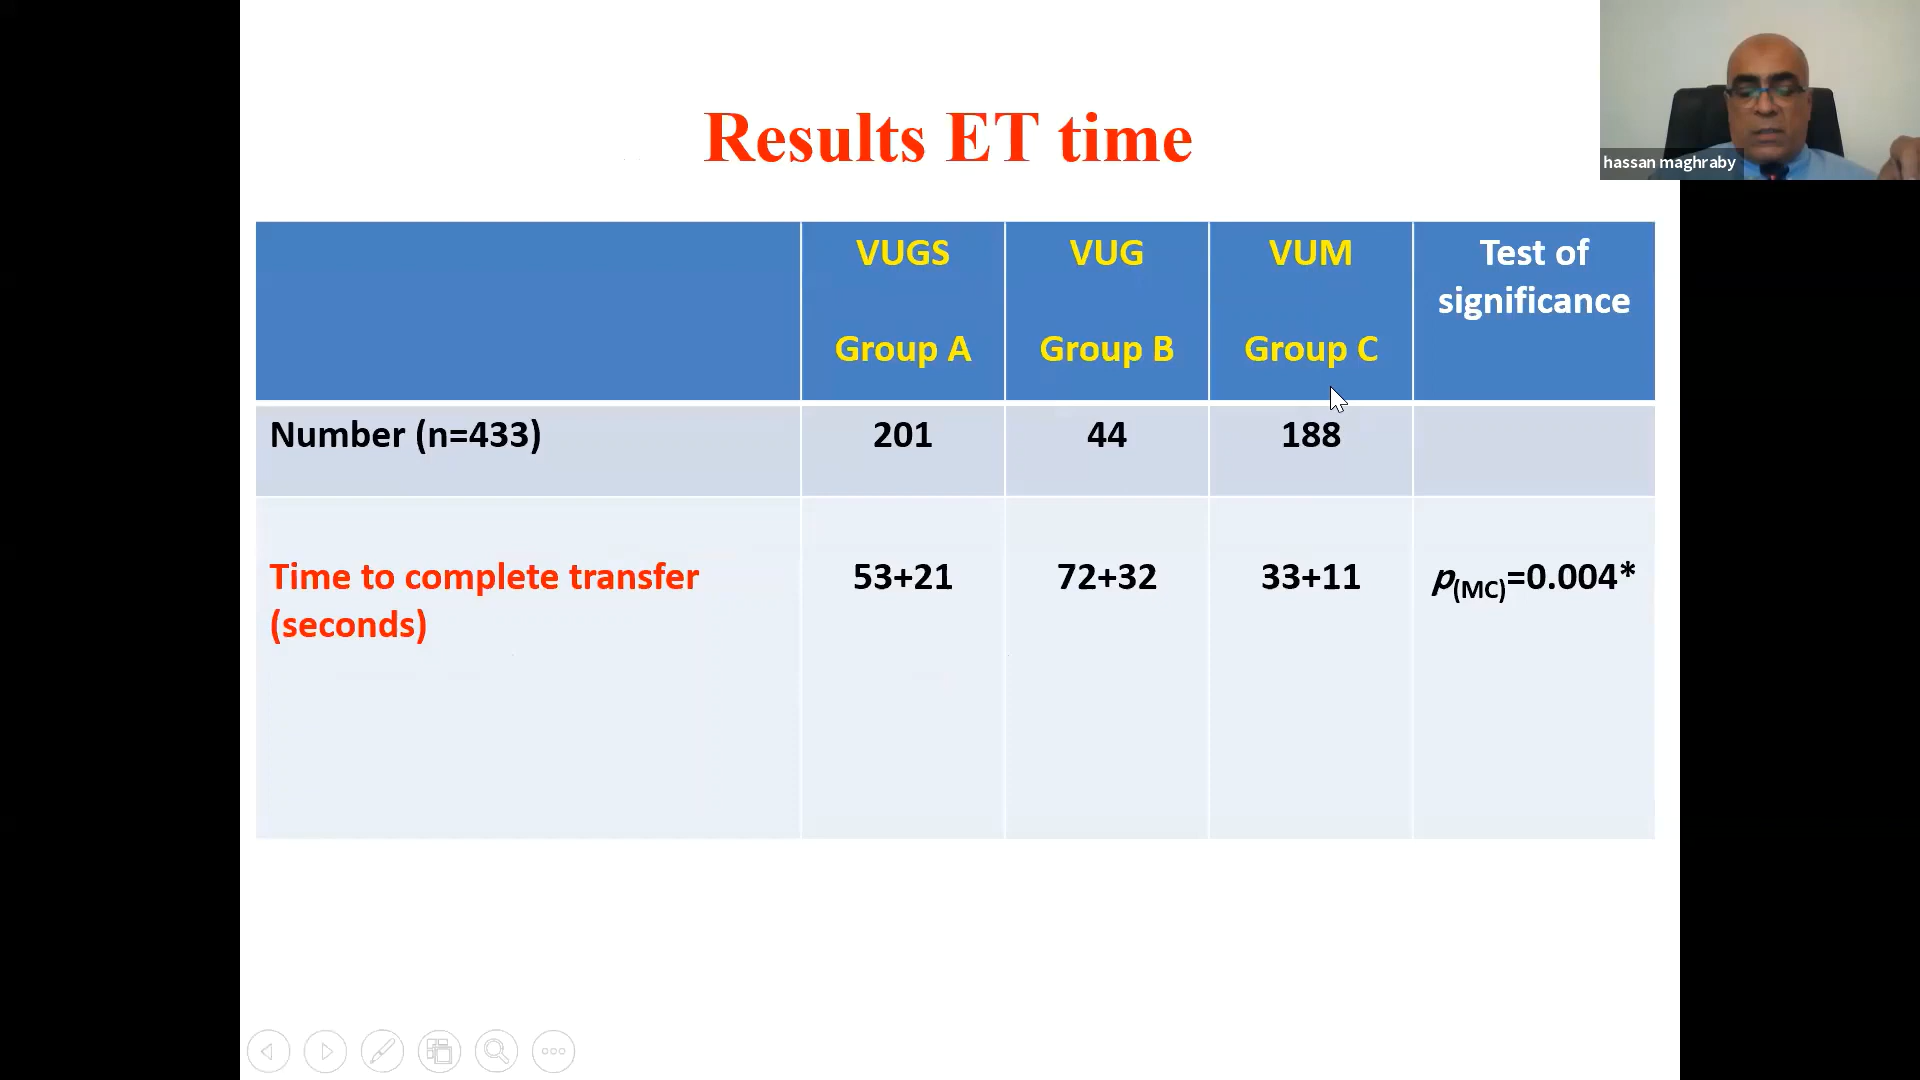 Results ET time
hassan maghraby
VUGS
VUG
VUM
Test of
significance
Group A
Group B
Group C
Number (n=433)
201
44
188
Time to complete transfer
(seconds)
53+21
72+32
33+11
p(MC)=0.004*